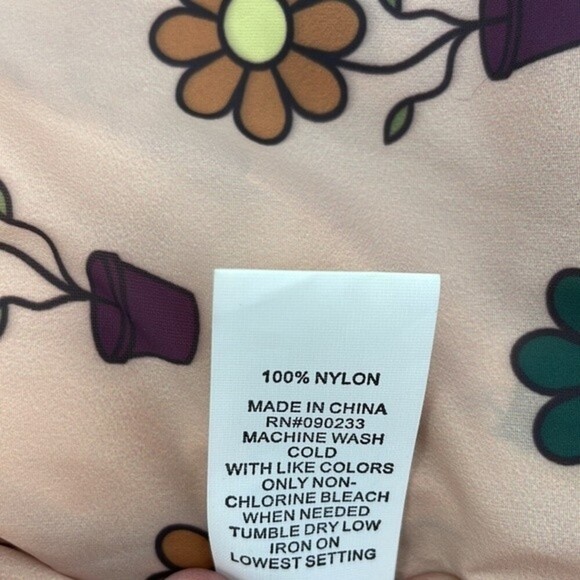 100% NYLON
MADE IN CHINA
RN#090233
MACHINE WASH
COLD
WITH LIKE COLORS
ONLY NON-
CHLORINE BLEACH
WHEN NEEDED
TUMBLE DRY LOW
IRON ON
LOWEST SETTING